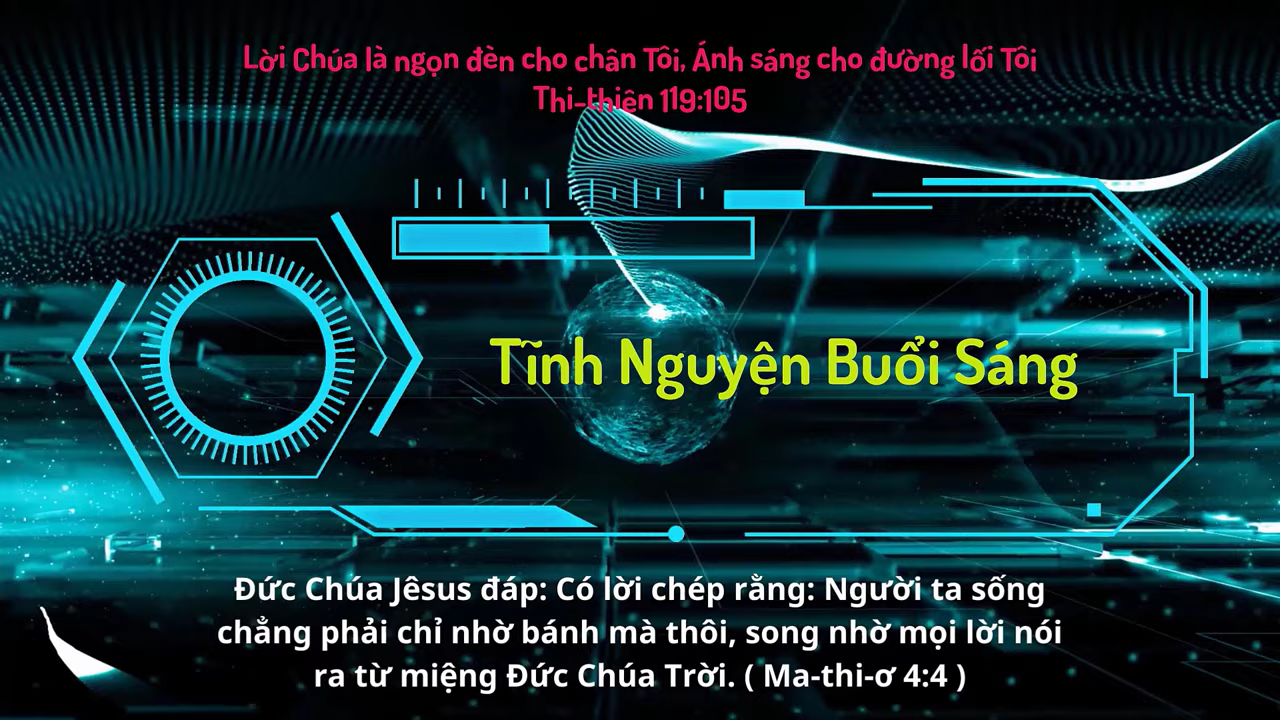 Lời Chúa là ngọn đèn cho chân Tôi, Ánh sáng cho đường lối Tôi
Thi-thiên 119:105
Tĩnh Nguyện Buổi Sáng
Đức Chúa Jêsus đáp: Có lời chép rằng: Người ta sống
chẳng phải chỉ nhờ bánh mà thôi, song nhờ mọi lời nói
ra từ miệng Đức Chúa Trời. ( Ma-thi-ơ 4:4 )